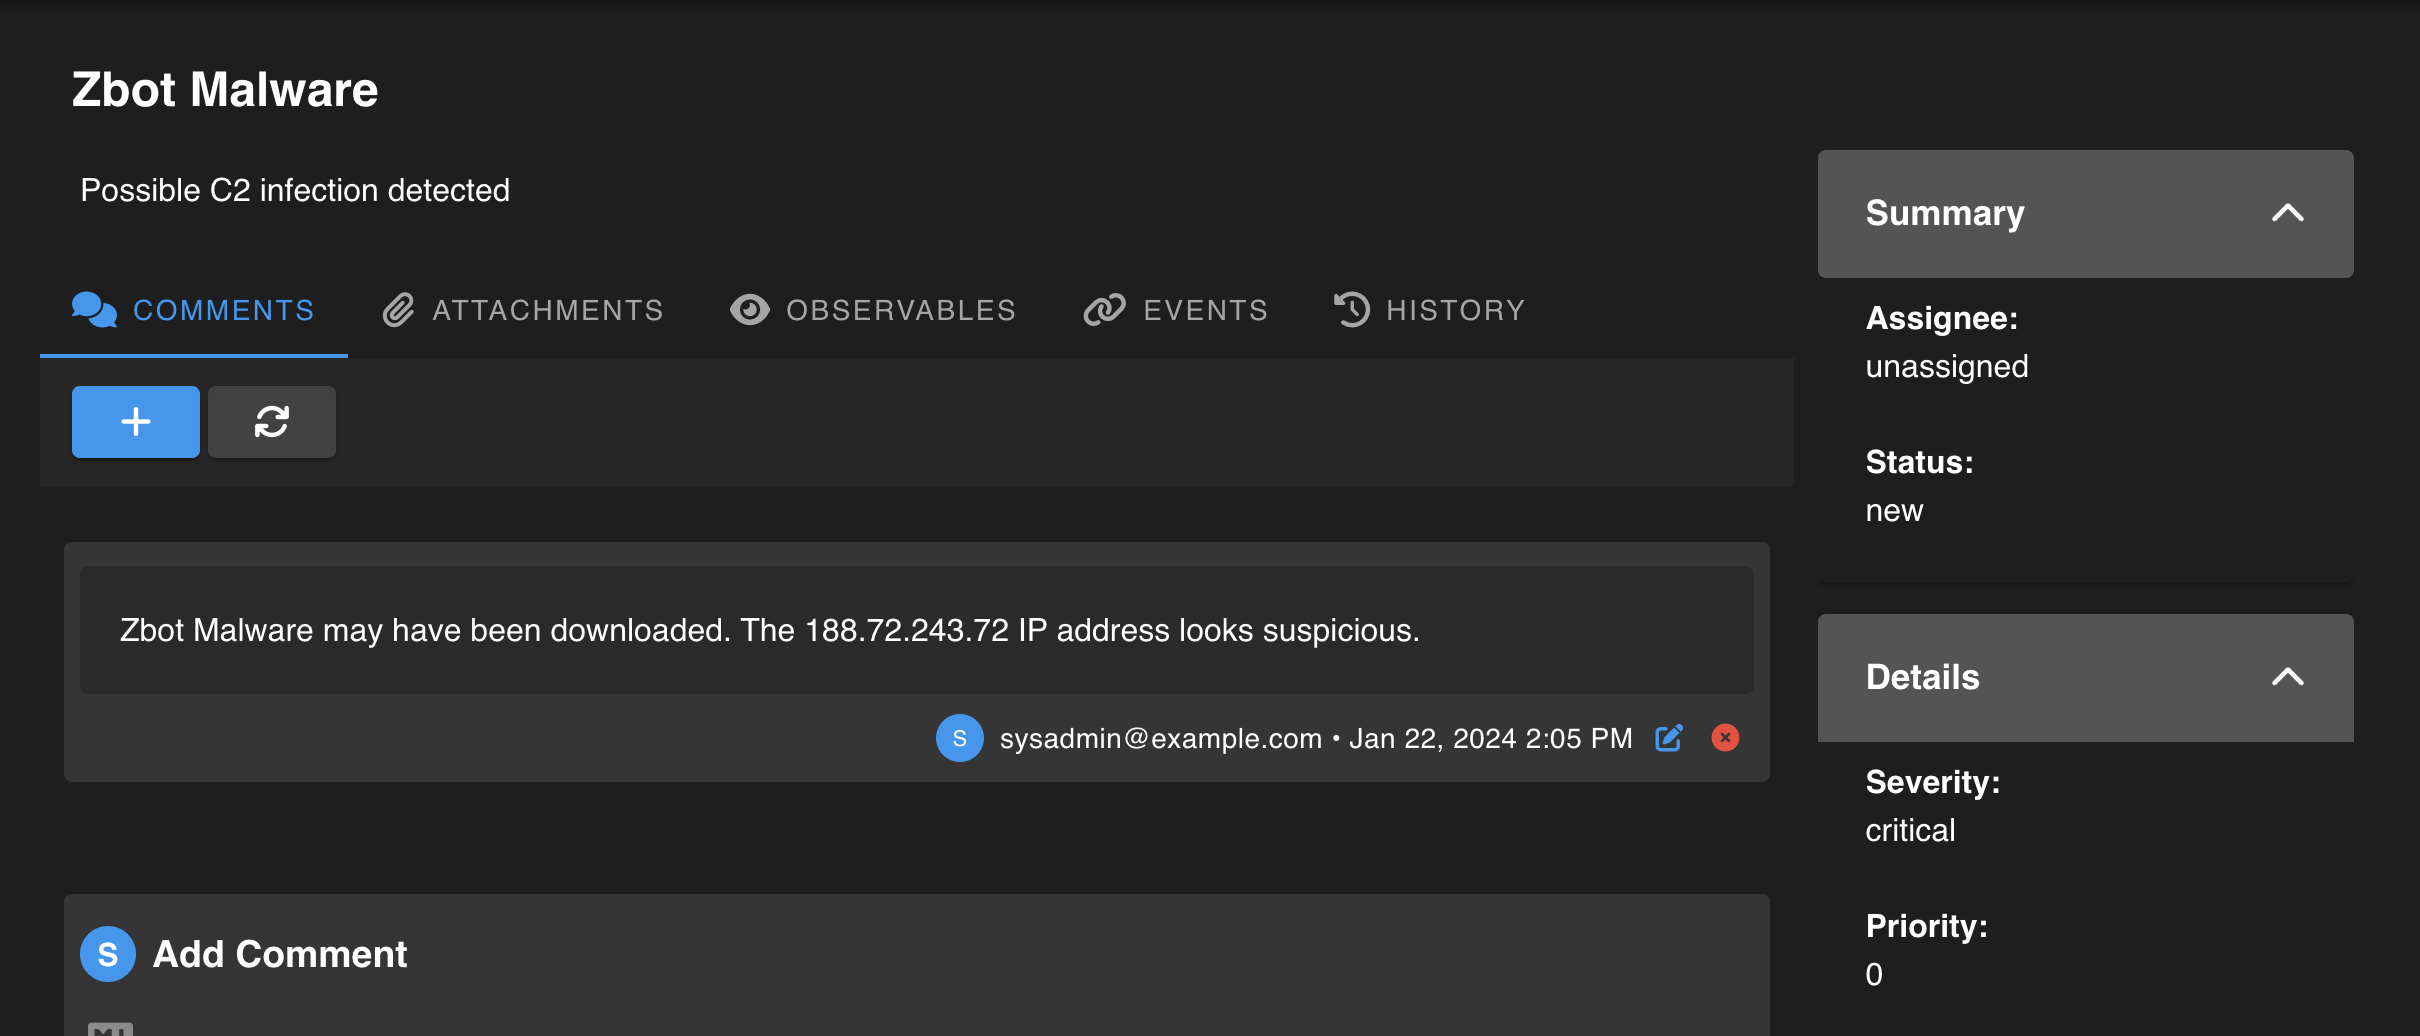 Zbot Malware
Possible C2 infection detected
COMMENTS ATTACHMENTS OBSERVABLES EVENTS HISTORY
Zbot Malware may have been downloaded. The 188.72.243.72 IP address looks suspicious.
S sysadmin@example.com • Jan 22, 2024 2:05 PM
S Add Comment
Summary
Assignee:
unassigned
Status:
new
Details
Severity:
critical
Priority:
0